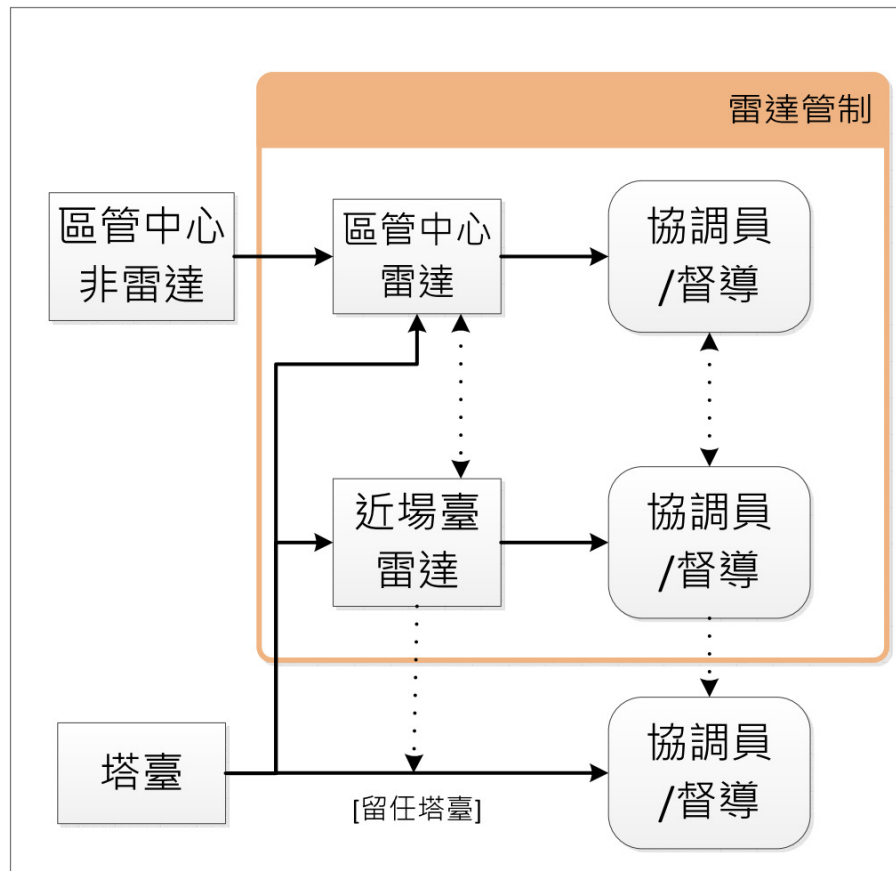 雷達管制
區管中心
非雷達
區管中心
雷達
協調員
/督導
近場臺
雷達
協調員
/督導
塔臺
[留任塔臺]
協調員
/督導